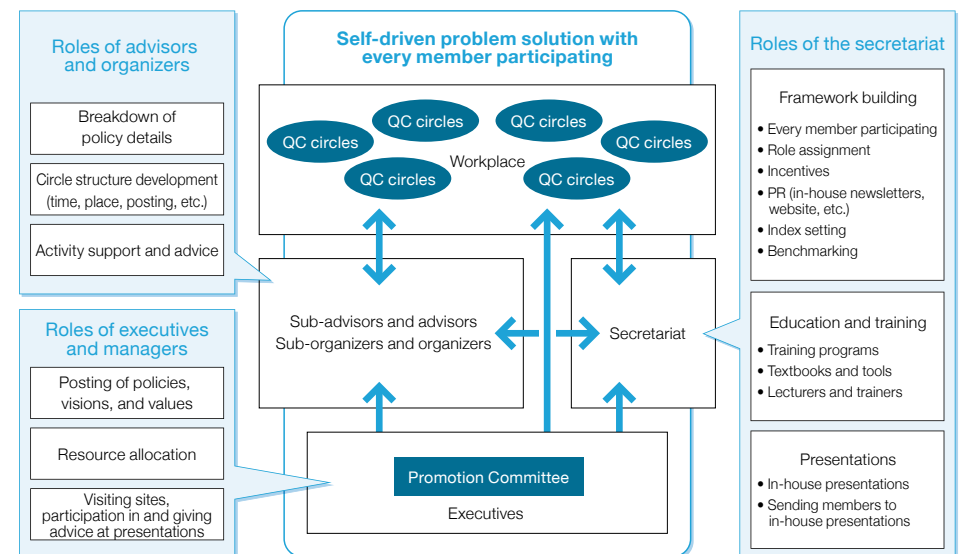 Roles of advisors
and organizers
Breakdown of
policy details
Circle structure development
(time, place, posting, etc.)
Activity support and advice
Roles of executives
and managers
Posting of policies,
visions, and values
Resource allocation
Visiting sites,
participation in and giving
advice at presentations
Self-driven problem solution with
every member participating
QC circles
QC circles
QC circles
QC circles
QC circles
QC circles
Workplace
Sub-advisors and advisors
Sub-organizers and organizers
Secretariat
Promotion Committee
Executives
Roles of the secretariat
Framework building
• Every member participating
• Role assignment
• Incentives
• PR (in-house newsletters,
website, etc.)
• Index setting
• Benchmarking
Education and training
• Training programs
• Textbooks and tools
• Lecturers and trainers
Presentations
• In-house presentations
• Sending members to
in-house presentations